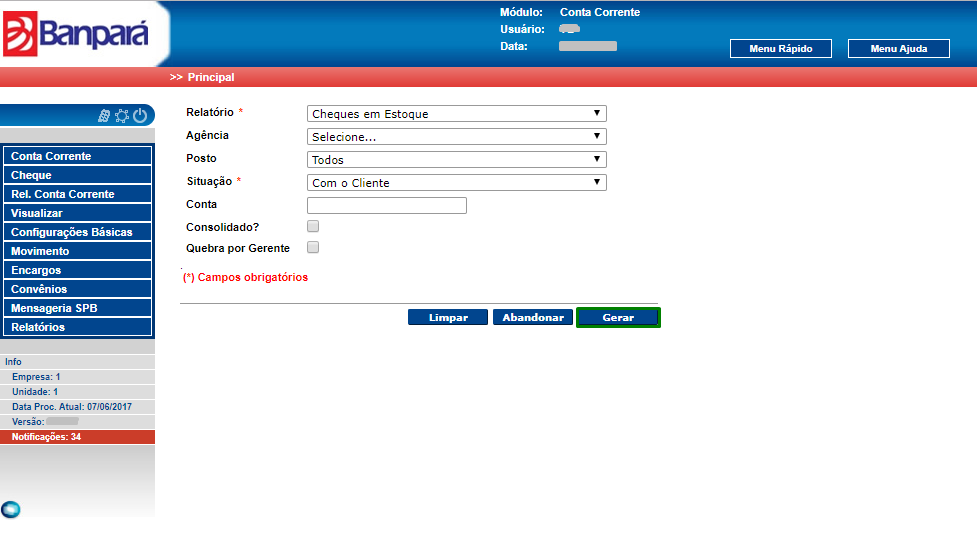 Banpará
Módulo: Conta Corrente
Usuário:
Data:
Menu Rápido Menu Ajuda
>> Principal
Conta Corrente
Cheque
Rel. Conta Corrente
Visualizar
Configurações Básicas
Movimento
Encargos
Convênios
Mensageria SPB
Relatórios
Info
Empresa: 1
Unidade: 1
Data Proc. Atual: 07/06/2017
Versão:
Notificações: 34
Relatório * Cheques em Estoque
Agência Selecione...
Posto Todos
Situação * Com o Cliente
Conta
Consolidado?
Quebra por Gerente
(*) Campos obrigatórios
Limpar Abandonar Gerar